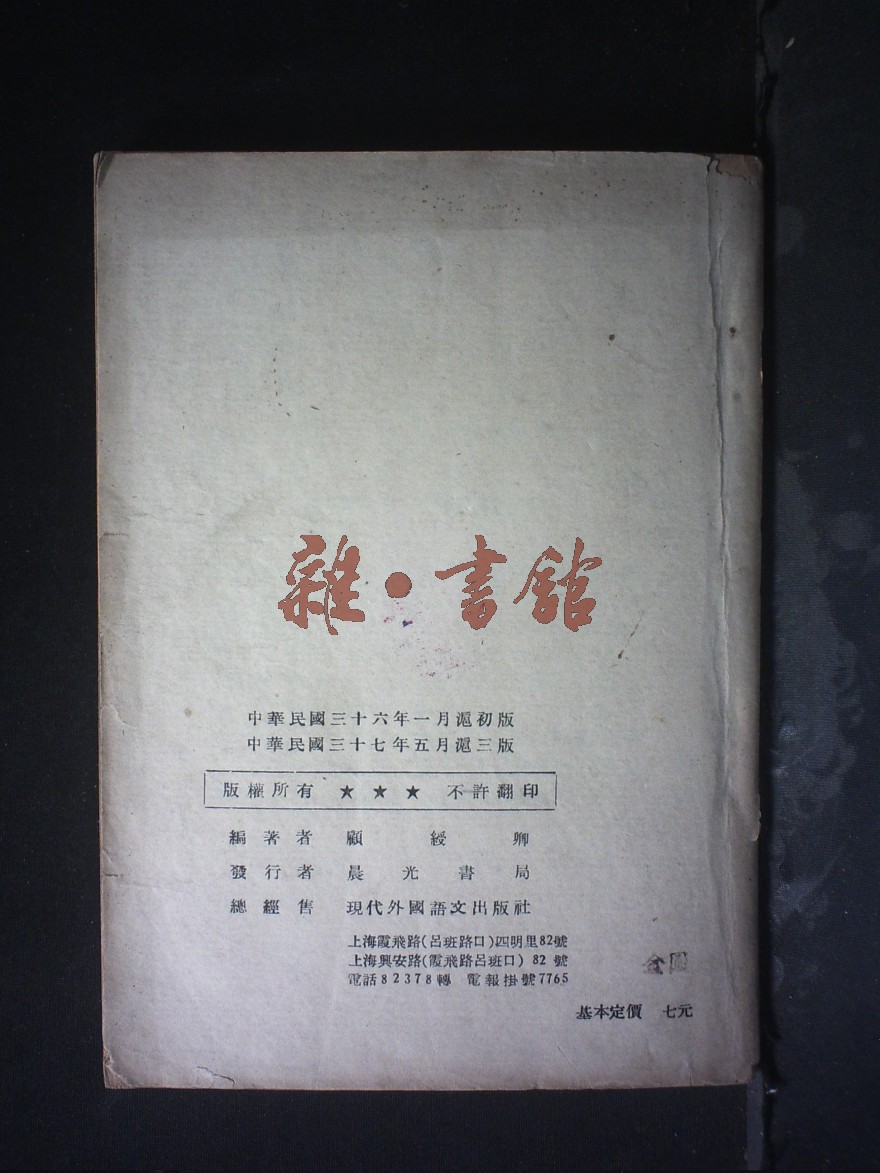 雜·書館
中華民國三十六年一月滬初版
中華民國三十七年五月滬三版
版權所有 ★ ★ ★ 不許翻印
編著者 顧綬卿
發行者 晨光書局
總經售 現代外國語文出版社
上海霞飛路(呂班路口)四明里82號
上海興安路(霞飛路呂班口) 82 號
電話82378轉 電報掛號7765
基本定價 七元